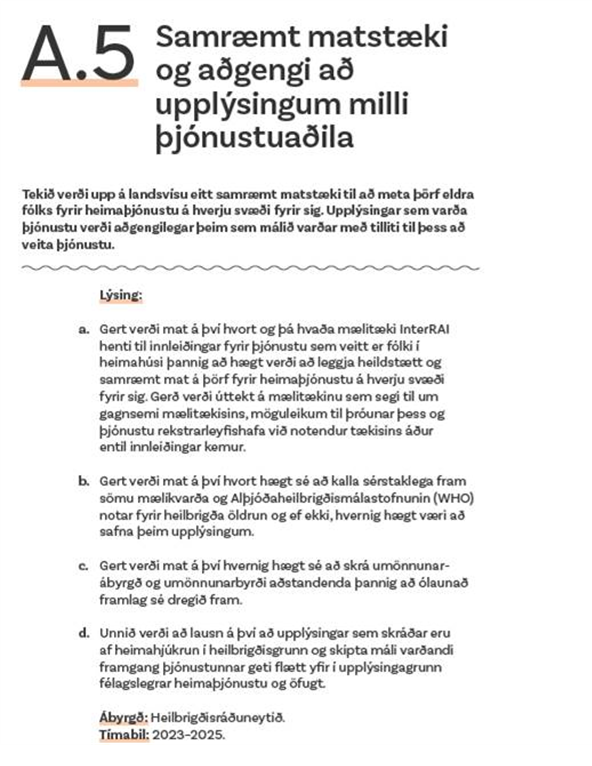 A.5
Samræmt matstæki
og aðgengi að
upplýsingum milli
þjónustuaðila
Tekið verði upp á landsvísu eitt samræmt matstæki til að meta þörf eldra
fólks fyrir heimaþjónustu á hverju svæði fyrir sig. Upplýsingar sem varða
þjónustu verði aðgengilegar þeim sem málið varðar með tilliti til þess að
veita þjónustu.
Lýsing:
a. Gert verði mat á því hvort og þá hvaða mælitæki InterRAI
henti til innleiðingar fyrir þjónustu sem veitt er fólki í
heimahúsi þannig að hægt verði að leggja heildstætt og
samræmt mat á þörf fyrir heimaþjónustu á hverju svæði
fyrir sig. Gerð verði úttekt á mælitækinu sem segi til um
gagnsemi mælitækisins, möguleikum til þróunar þess og
þjónustu rekstrarleyfishafa við notendur tækisins áður
entil innleiðingar kemur.
b. Gert verði mat á því hvort hægt sé að kalla sérstaklega fram
sömu mælikvarða og Alþjóðaheilbrigðismálastofnunin (WHO)
notar fyrir heilbrigða öldrun og ef ekki, hvernig hægt væri að
safna þeim upplýsingum.
c. Gert verði mat á því hvernig hægt sé að skrá umönnunar-
ábyrgð og umönnunarbyrði aðstandenda þannig að ólaunað
framlag sé dregið fram.
d. Unnið verði að lausn á því að upplýsingar sem skráðar eru
af heimahjúkrun í heilbrigðisgrunn og skipta máli varðandi
framgang þjónustunnar geti flætt yfir í upplýsingagrunn
félagslegrar heimaþjónustu og öfugt.
Ábyrgð: Heilbrigðisráðuneytið.
Tímabil: 2023–2025.